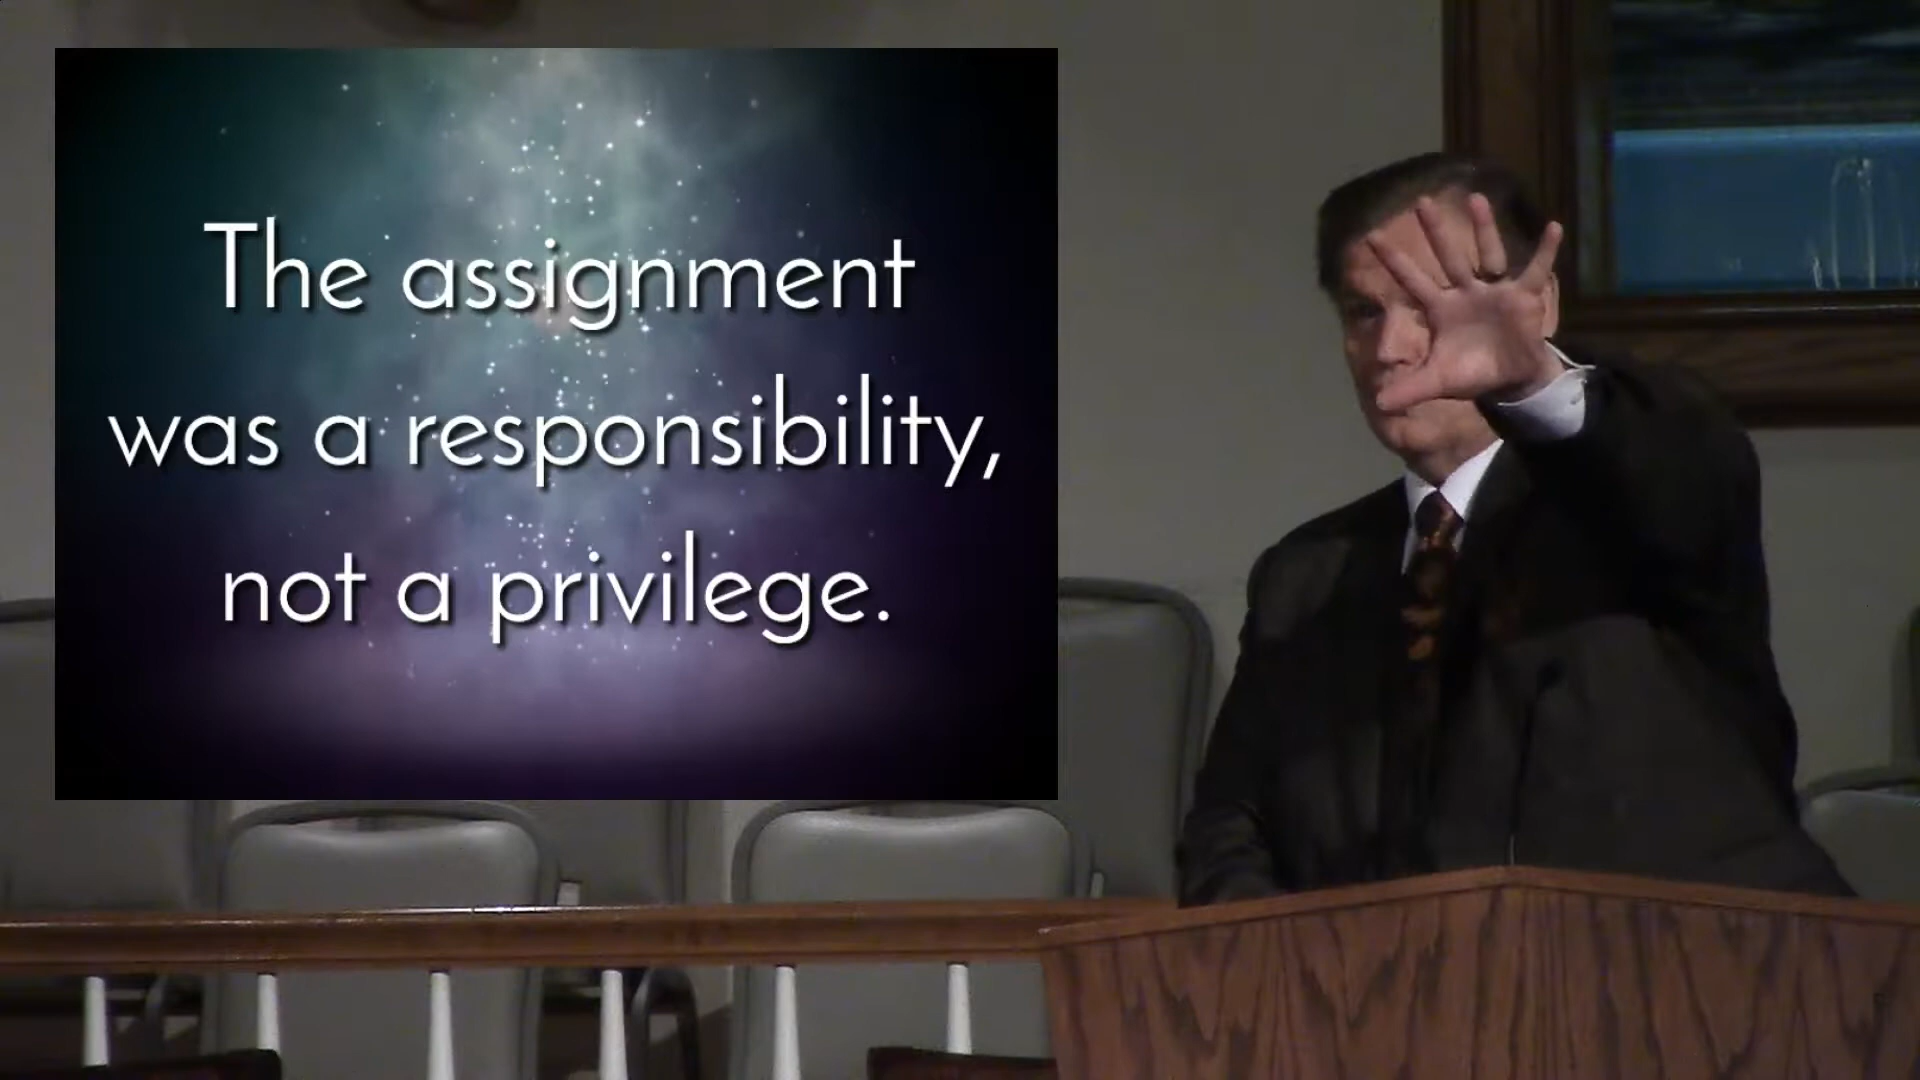 The assignment
was a responsibility,
not a privilege.